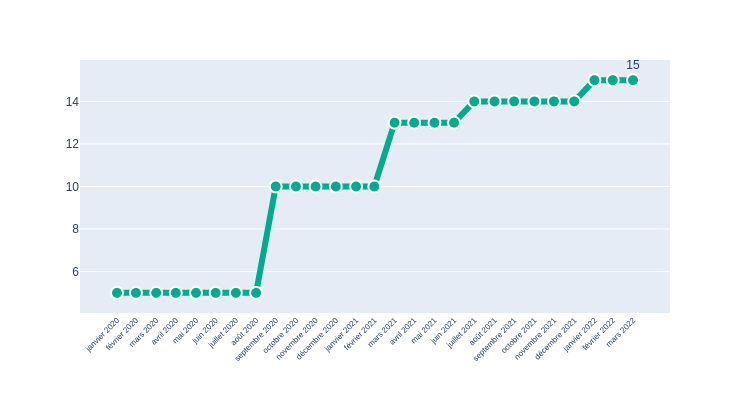 15
14
12
10
8
6
janvier 2020
février 2020
mars 2020
avril 2020
mai 2020
juin 2020
juillet 2020
août 2020
septembre 2020
octobre 2020
novembre 2020
décembre 2020
janvier 2021
février 2021
mars 2021
avril 2021
mai 2021
juin 2021
juillet 2021
août 2021
septembre 2021
octobre 2021
novembre 2021
décembre 2021
janvier 2022
février 2022
mars 2022